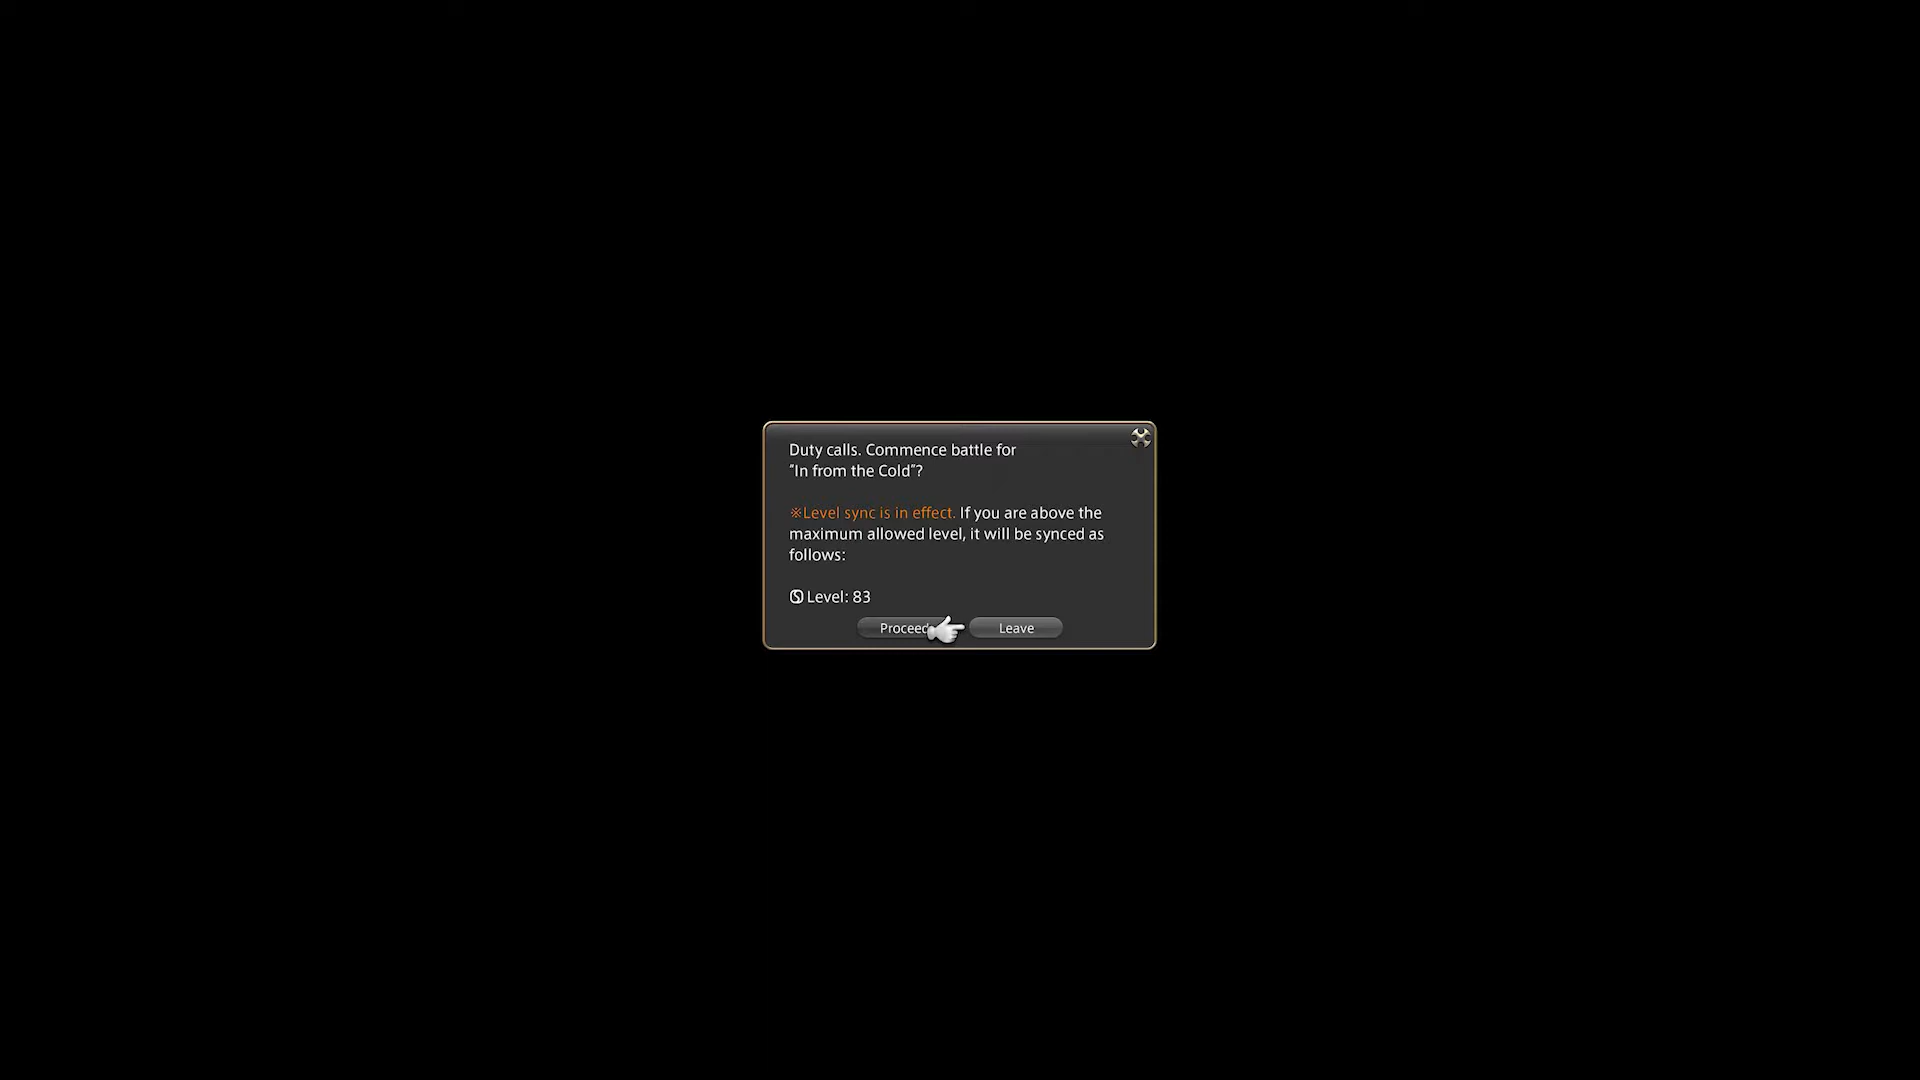 Duty calls. Commence battle for
"In from the Cold"?
※Level sync is in effect. If you are above the
maximum allowed level, it will be synced as
follows:
Level: 83
Proceed
Leave